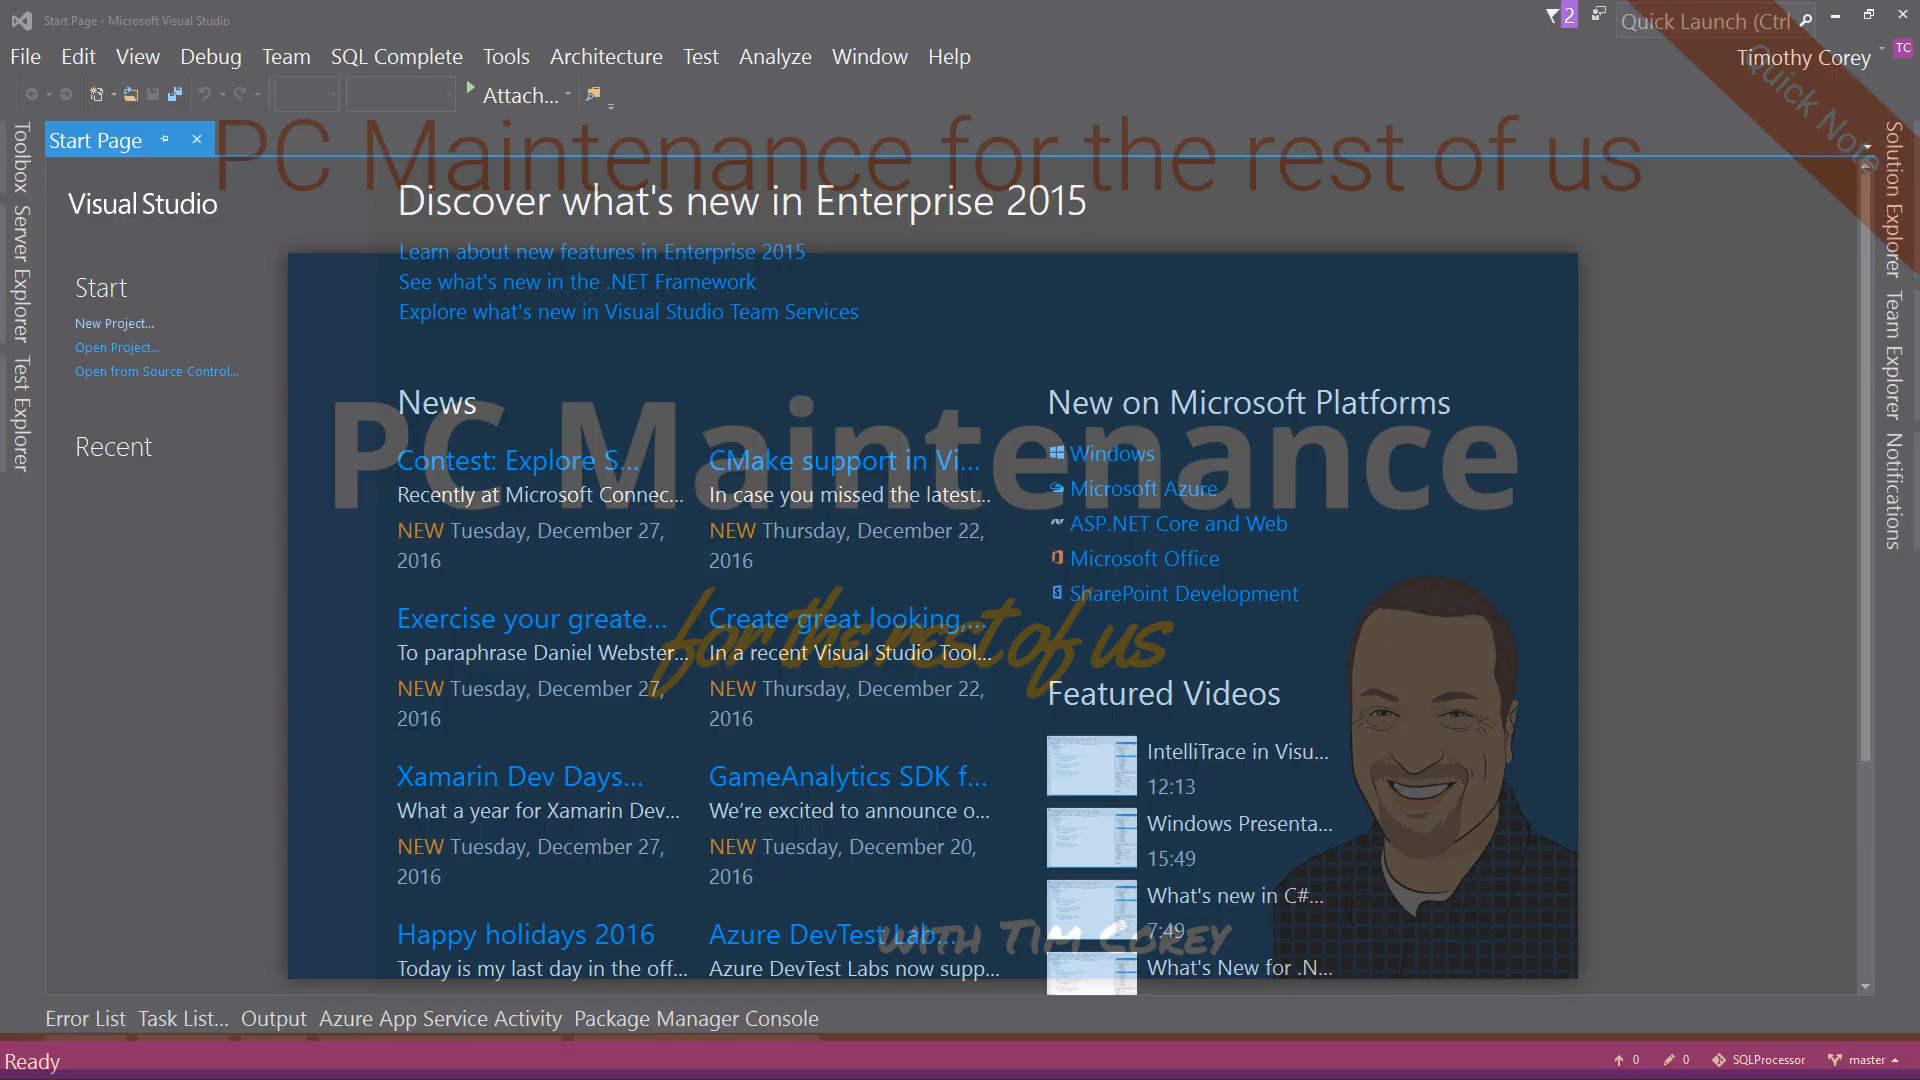 Start Page - Microsoft Visual Studio
2
Quick Launch (Ctrl
File Edit View Debug Team SQL Complete Tools Architecture Test Analyze Window Help
Timothy Corey
TC
Attach...
Quick Note
PC Maintenance for the rest of us
Start Page
Toolbox
Server Explorer
Test Explorer
Solution Explorer
Team Explorer
Notifications
Visual Studio
Start
New Project...
Open Project...
Open from Source Control...
Recent
Discover what's new in Enterprise 2015
Learn about new features in Enterprise 2015
See what's new in the .NET Framework
Explore what's new in Visual Studio Team Services
PC Maintenance
for the rest of us
with Tim Corey
News
Contest: Explore S...
Recently at Microsoft Connec...
NEW Tuesday, December 27,
2016
CMake support in Vi...
In case you missed the latest...
NEW Thursday, December 22,
2016
Exercise your greate...
To paraphrase Daniel Webster...
NEW Tuesday, December 27,
2016
Create great looking,...
In a recent Visual Studio Tool...
NEW Thursday, December 22,
2016
Xamarin Dev Days...
What a year for Xamarin Dev...
NEW Tuesday, December 27,
2016
GameAnalytics SDK f...
We're excited to announce o...
NEW Tuesday, December 20,
2016
Happy holidays 2016
Today is my last day in the off...
Azure DevTest Lab...
Azure DevTest Labs now supp...
New on Microsoft Platforms
Windows
Microsoft Azure
ASP.NET Core and Web
Microsoft Office
SharePoint Development
Featured Videos
IntelliTrace in Visu...
12:13
Windows Presenta...
15:49
What's new in C#...
7:49
What's New for .N...
Error List Task List... Output Azure App Service Activity Package Manager Console
Ready
0 0 SQLProcessor master